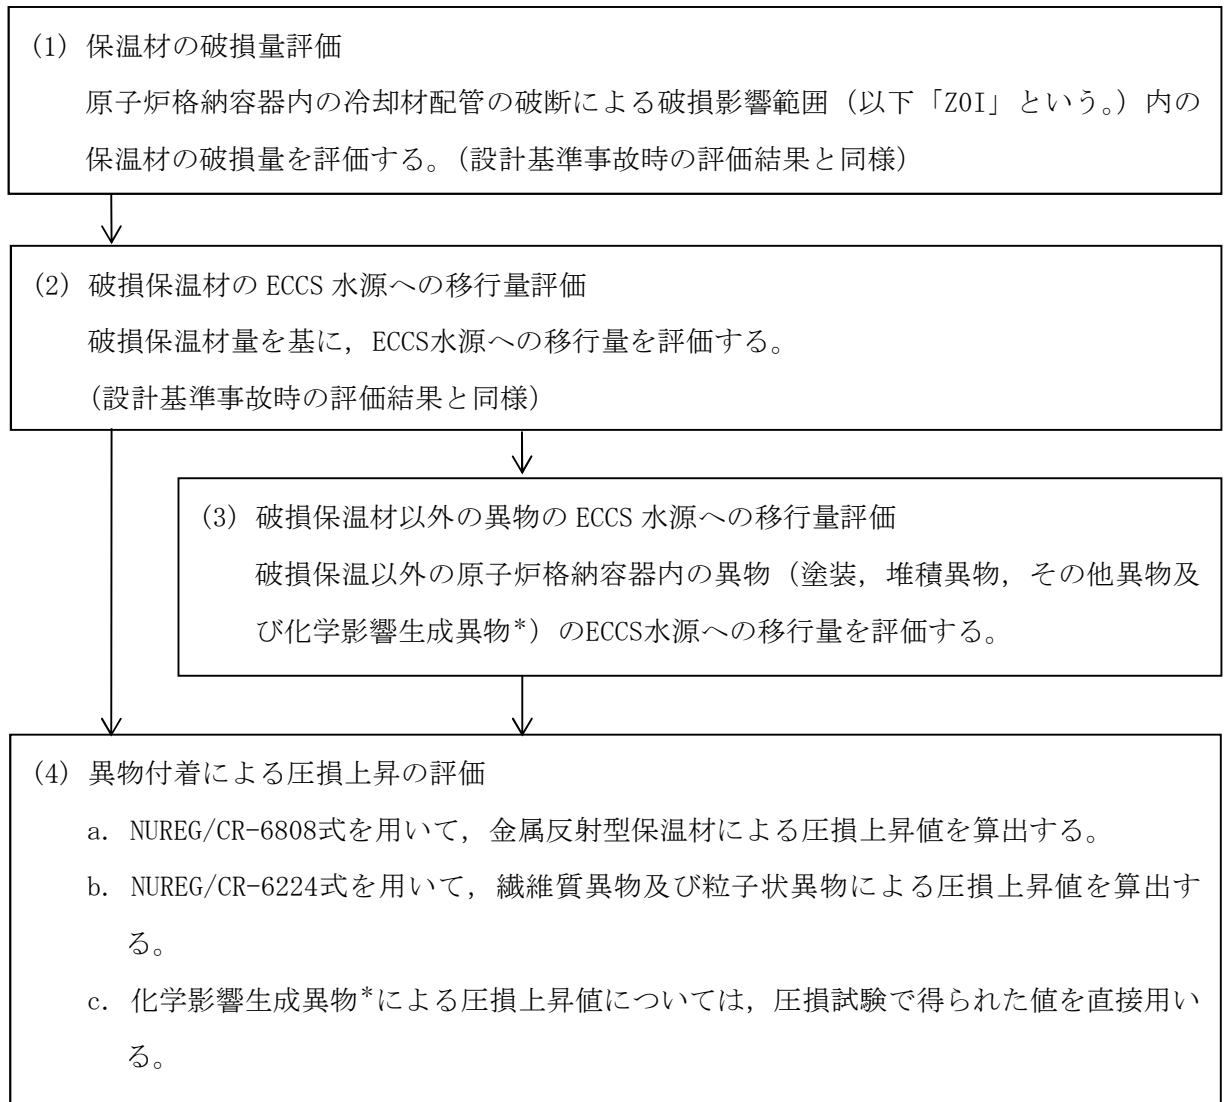 (1) 保温材の破損量評価
原子炉格納容器内の冷却材配管の破断による破損影響範囲（以下「ZOI」という。）内の
保温材の破損量を評価する。（設計基準事故時の評価結果と同様）
(2) 破損保温材の ECCS 水源への移行量評価
破損保温材量を基に，ECCS水源への移行量を評価する。
（設計基準事故時の評価結果と同様）
(3) 破損保温材以外の異物の ECCS 水源への移行量評価
破損保温以外の原子炉格納容器内の異物（塗装，堆積異物，その他異物及
び化学影響生成異物*）のECCS水源への移行量を評価する。
(4) 異物付着による圧損上昇の評価
a. NUREG/CR-6808式を用いて，金属反射型保温材による圧損上昇値を算出する。
b. NUREG/CR-6224式を用いて，繊維質異物及び粒子状異物による圧損上昇値を算出す
る。
c. 化学影響生成異物*による圧損上昇値については，圧損試験で得られた値を直接用い
る。